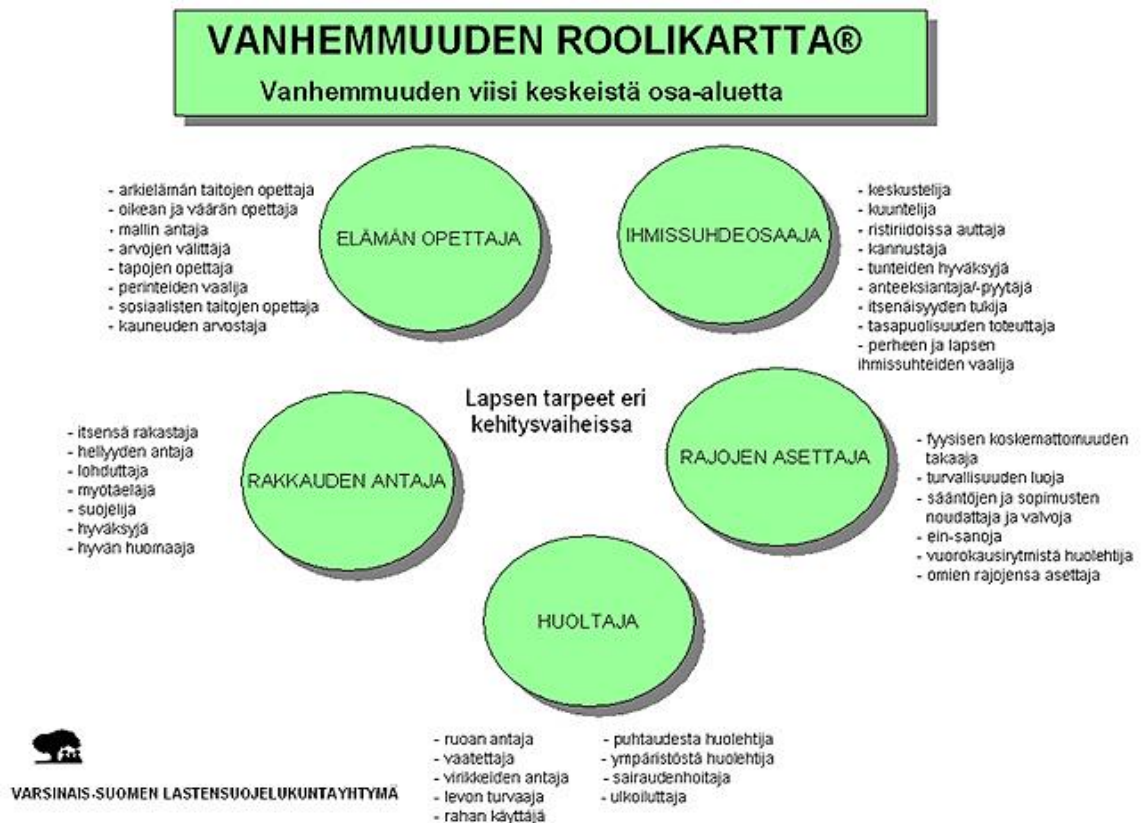 VANHEMMUUDEN ROOLIKARTTA®
Vanhemmuuden viisi keskeistä osa-aluetta
- arkielämän taitojen opettaja
- oikean ja väärän opettaja
- mallin antaja
- arvojen välittäjä
- tapojen opettaja
- perinteiden vaalija
- sosiaalisten taitojen opettaja
- kauneuden arvostaja
ELÄMÄN OPETTAJA
IHMISSUHDEOSAAJA
- keskustelija
- kuuntelija
- ristiriidoissa auttaja
- kannustaja
- tunteiden hyväksyjä
- anteeksiantaja/-pyytäjä
- itsenäisyyden tukija
- tasapuolisuuden toteuttaja
- perheen ja lapsen
ihmissuhteiden vaalija
Lapsen tarpeet eri
kehitysvaiheissa
- itsensä rakastaja
- hellyyden antaja
- lohduttaja
- myötäeläjä
- suojelija
- hyväksyjä
- hyvän huomaaja
RAKKAUDEN ANTAJA
RAJOJEN ASETTAJA
- fyysisen koskemattomuuden
takaaja
- turvallisuuden luoja
- sääntöjen ja sopimusten
noudattaja ja valvoja
- ein-sanoja
- vuorokausirytmistä huolehtija
- omien rajojensa asettaja
HUOLTAJA
- ruoan antaja
- vaatettaja
- virikkeiden antaja
- levon turvaaja
- rahan käyttäjä
- puhtaudesta huolehtija
- ympäristöstä huolehtija
- sairaudenhoitaja
- ulkoiluttaja
VARSINAIS-SUOMEN LASTENSUOJELUKUNTAYHTYMÄ